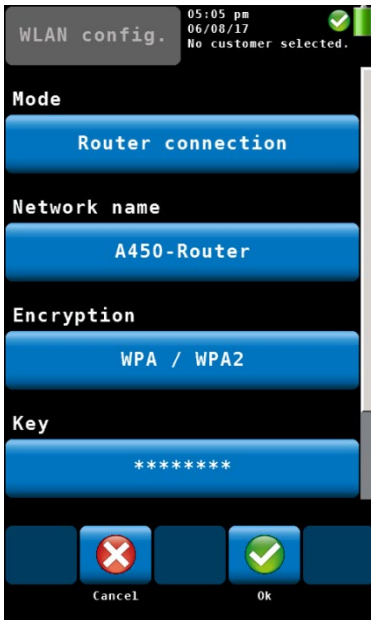 WLAN config.
05:05 pm
06/08/17
No customer selected.
Mode
Router connection
Network name
A450-Router
Encryption
WPA / WPA2
Key
********
Cancel
Ok